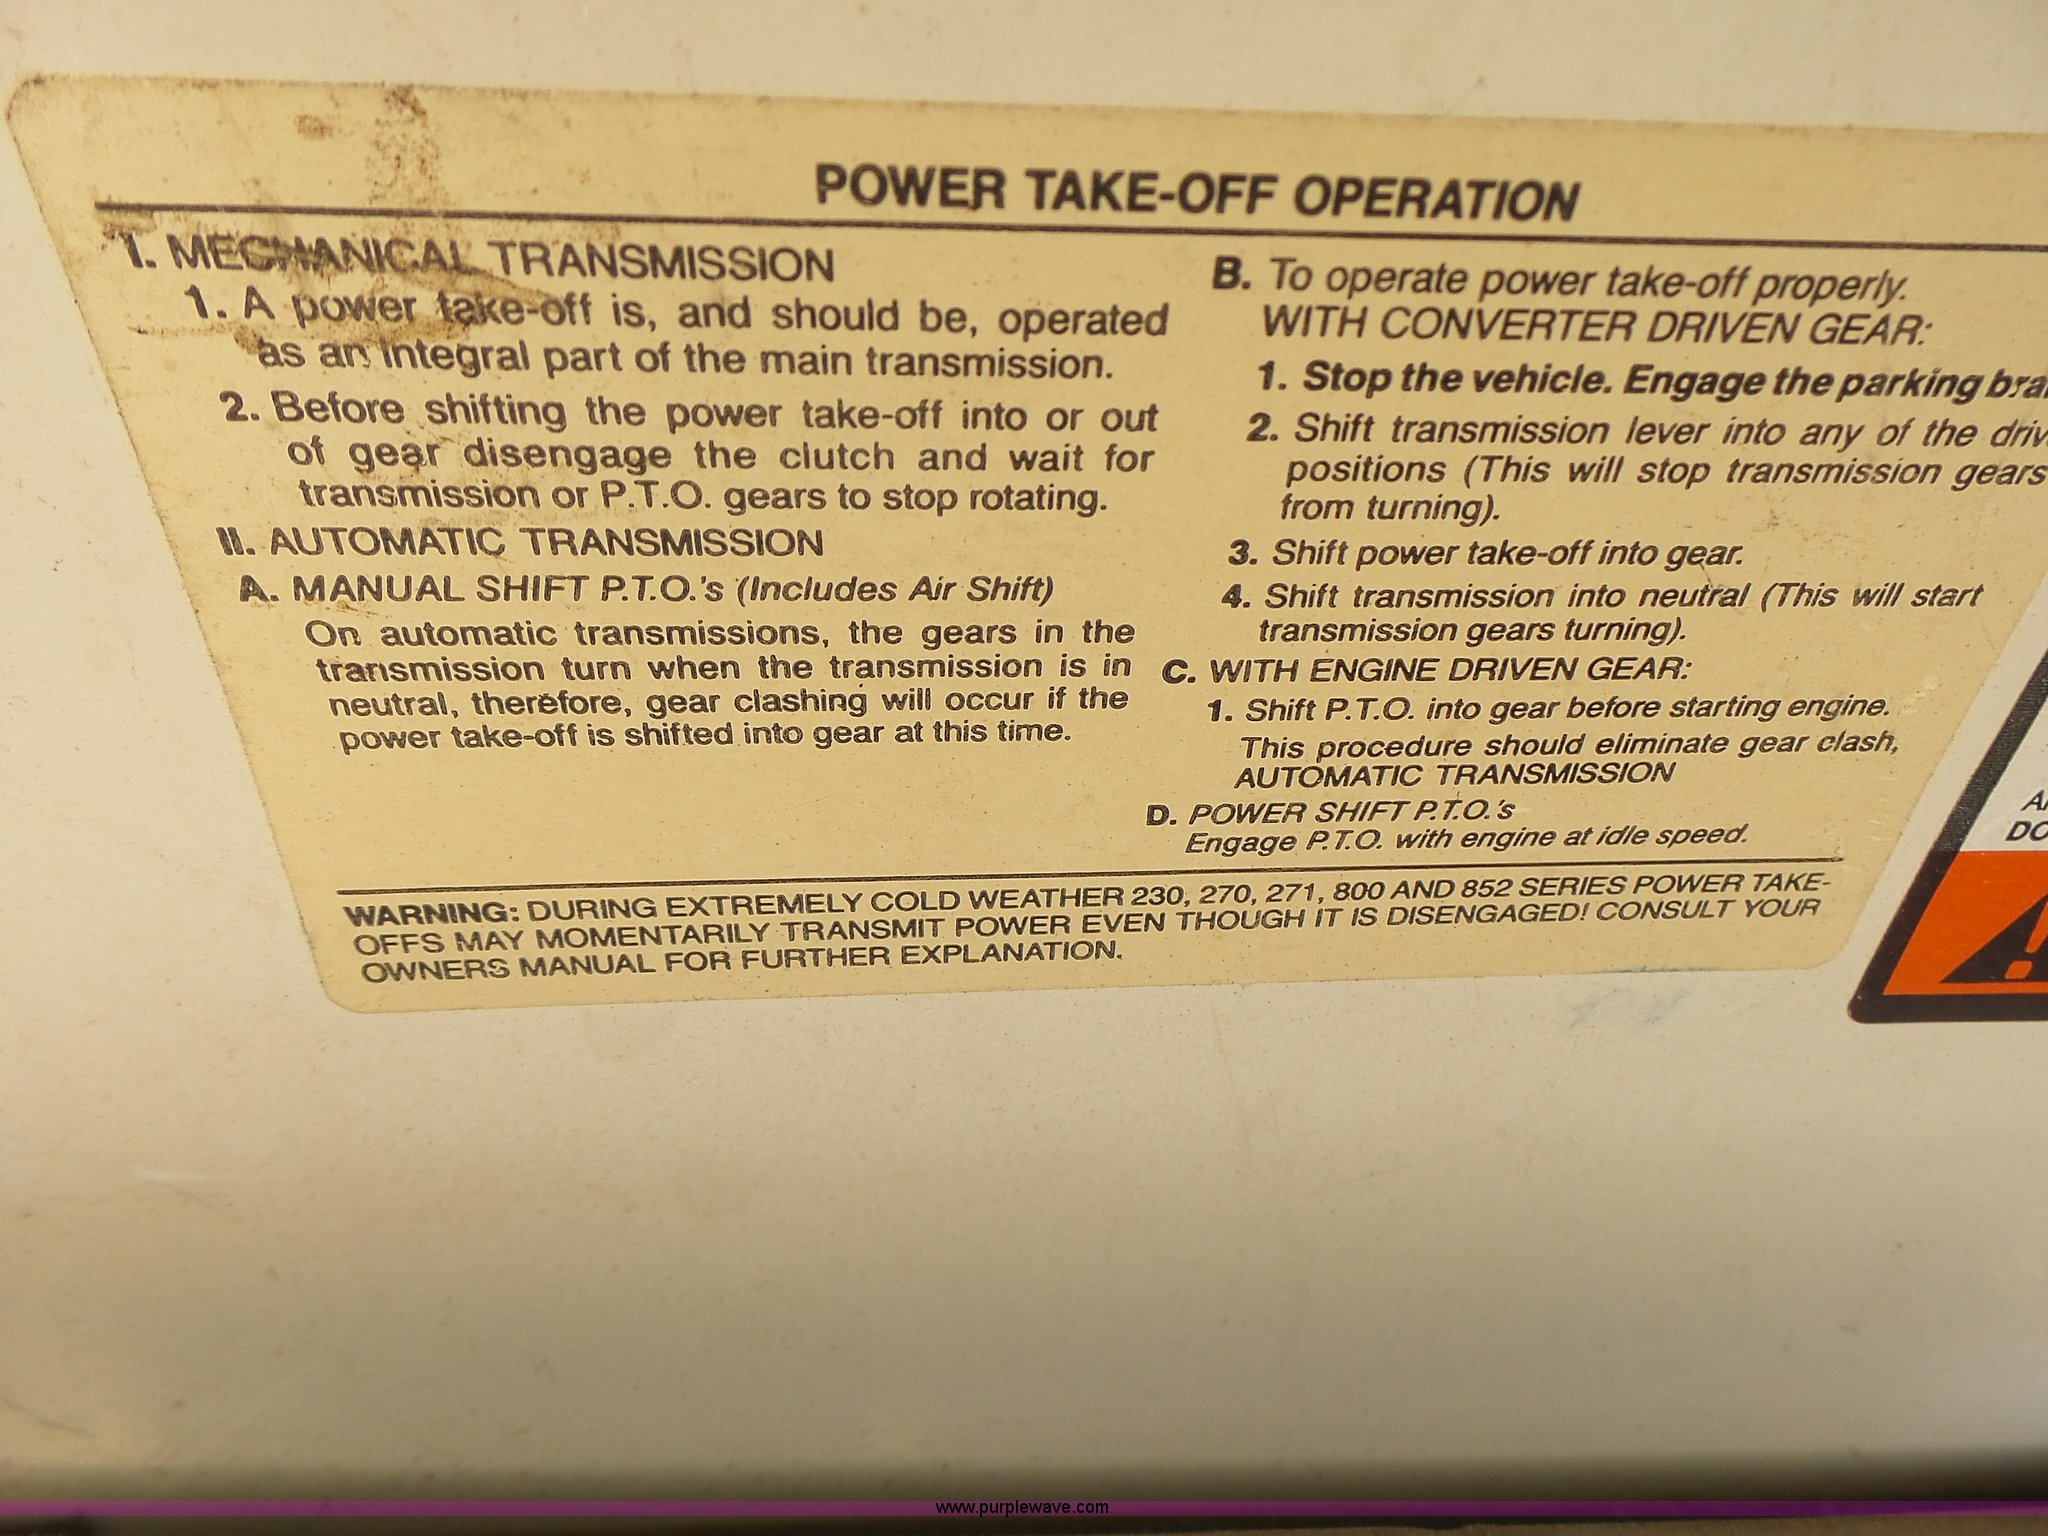 POWER TAKE-OFF OPERATION
I. MECHANICAL TRANSMISSION
1. A power take-off is, and should be, operated
as an integral part of the main transmission.
2. Before shifting the power take-off into or out
of gear disengage the clutch and wait for
transmission or P.T.O. gears to stop rotating.
II. AUTOMATIC TRANSMISSION
A. MANUAL SHIFT P.T.O.'s (Includes Air Shift)
On automatic transmissions, the gears in the
transmission turn when the transmission is in
neutral, therefore, gear clashing will occur if the
power take-off is shifted into gear at this time.
B. To operate power take-off properly.
WITH CONVERTER DRIVEN GEAR:
1. Stop the vehicle. Engage the parking
2. Shift transmission lever into any of the
positions (This will stop transmission gears
from turning).
3. Shift power take-off into gear.
4. Shift transmission into neutral (This will start
transmission gears turning).
C. WITH ENGINE DRIVEN GEAR:
1. Shift P.T.O. into gear before starting engine.
This procedure should eliminate gear clash,
AUTOMATIC TRANSMISSION
D. POWER SHIFT P.T.O.'s
Engage P.T.O. with engine at idle speed.
WARNING: DURING EXTREMELY COLD WEATHER 230, 270, 271, 800 AND 852 SERIES POWER TAKE-
OFFS MAY MOMENTARILY TRANSMIT POWER EVEN THOUGH IT IS DISENGAGED! CONSULT YOUR
OWNERS MANUAL FOR FURTHER EXPLANATION.
www.purplewave.com